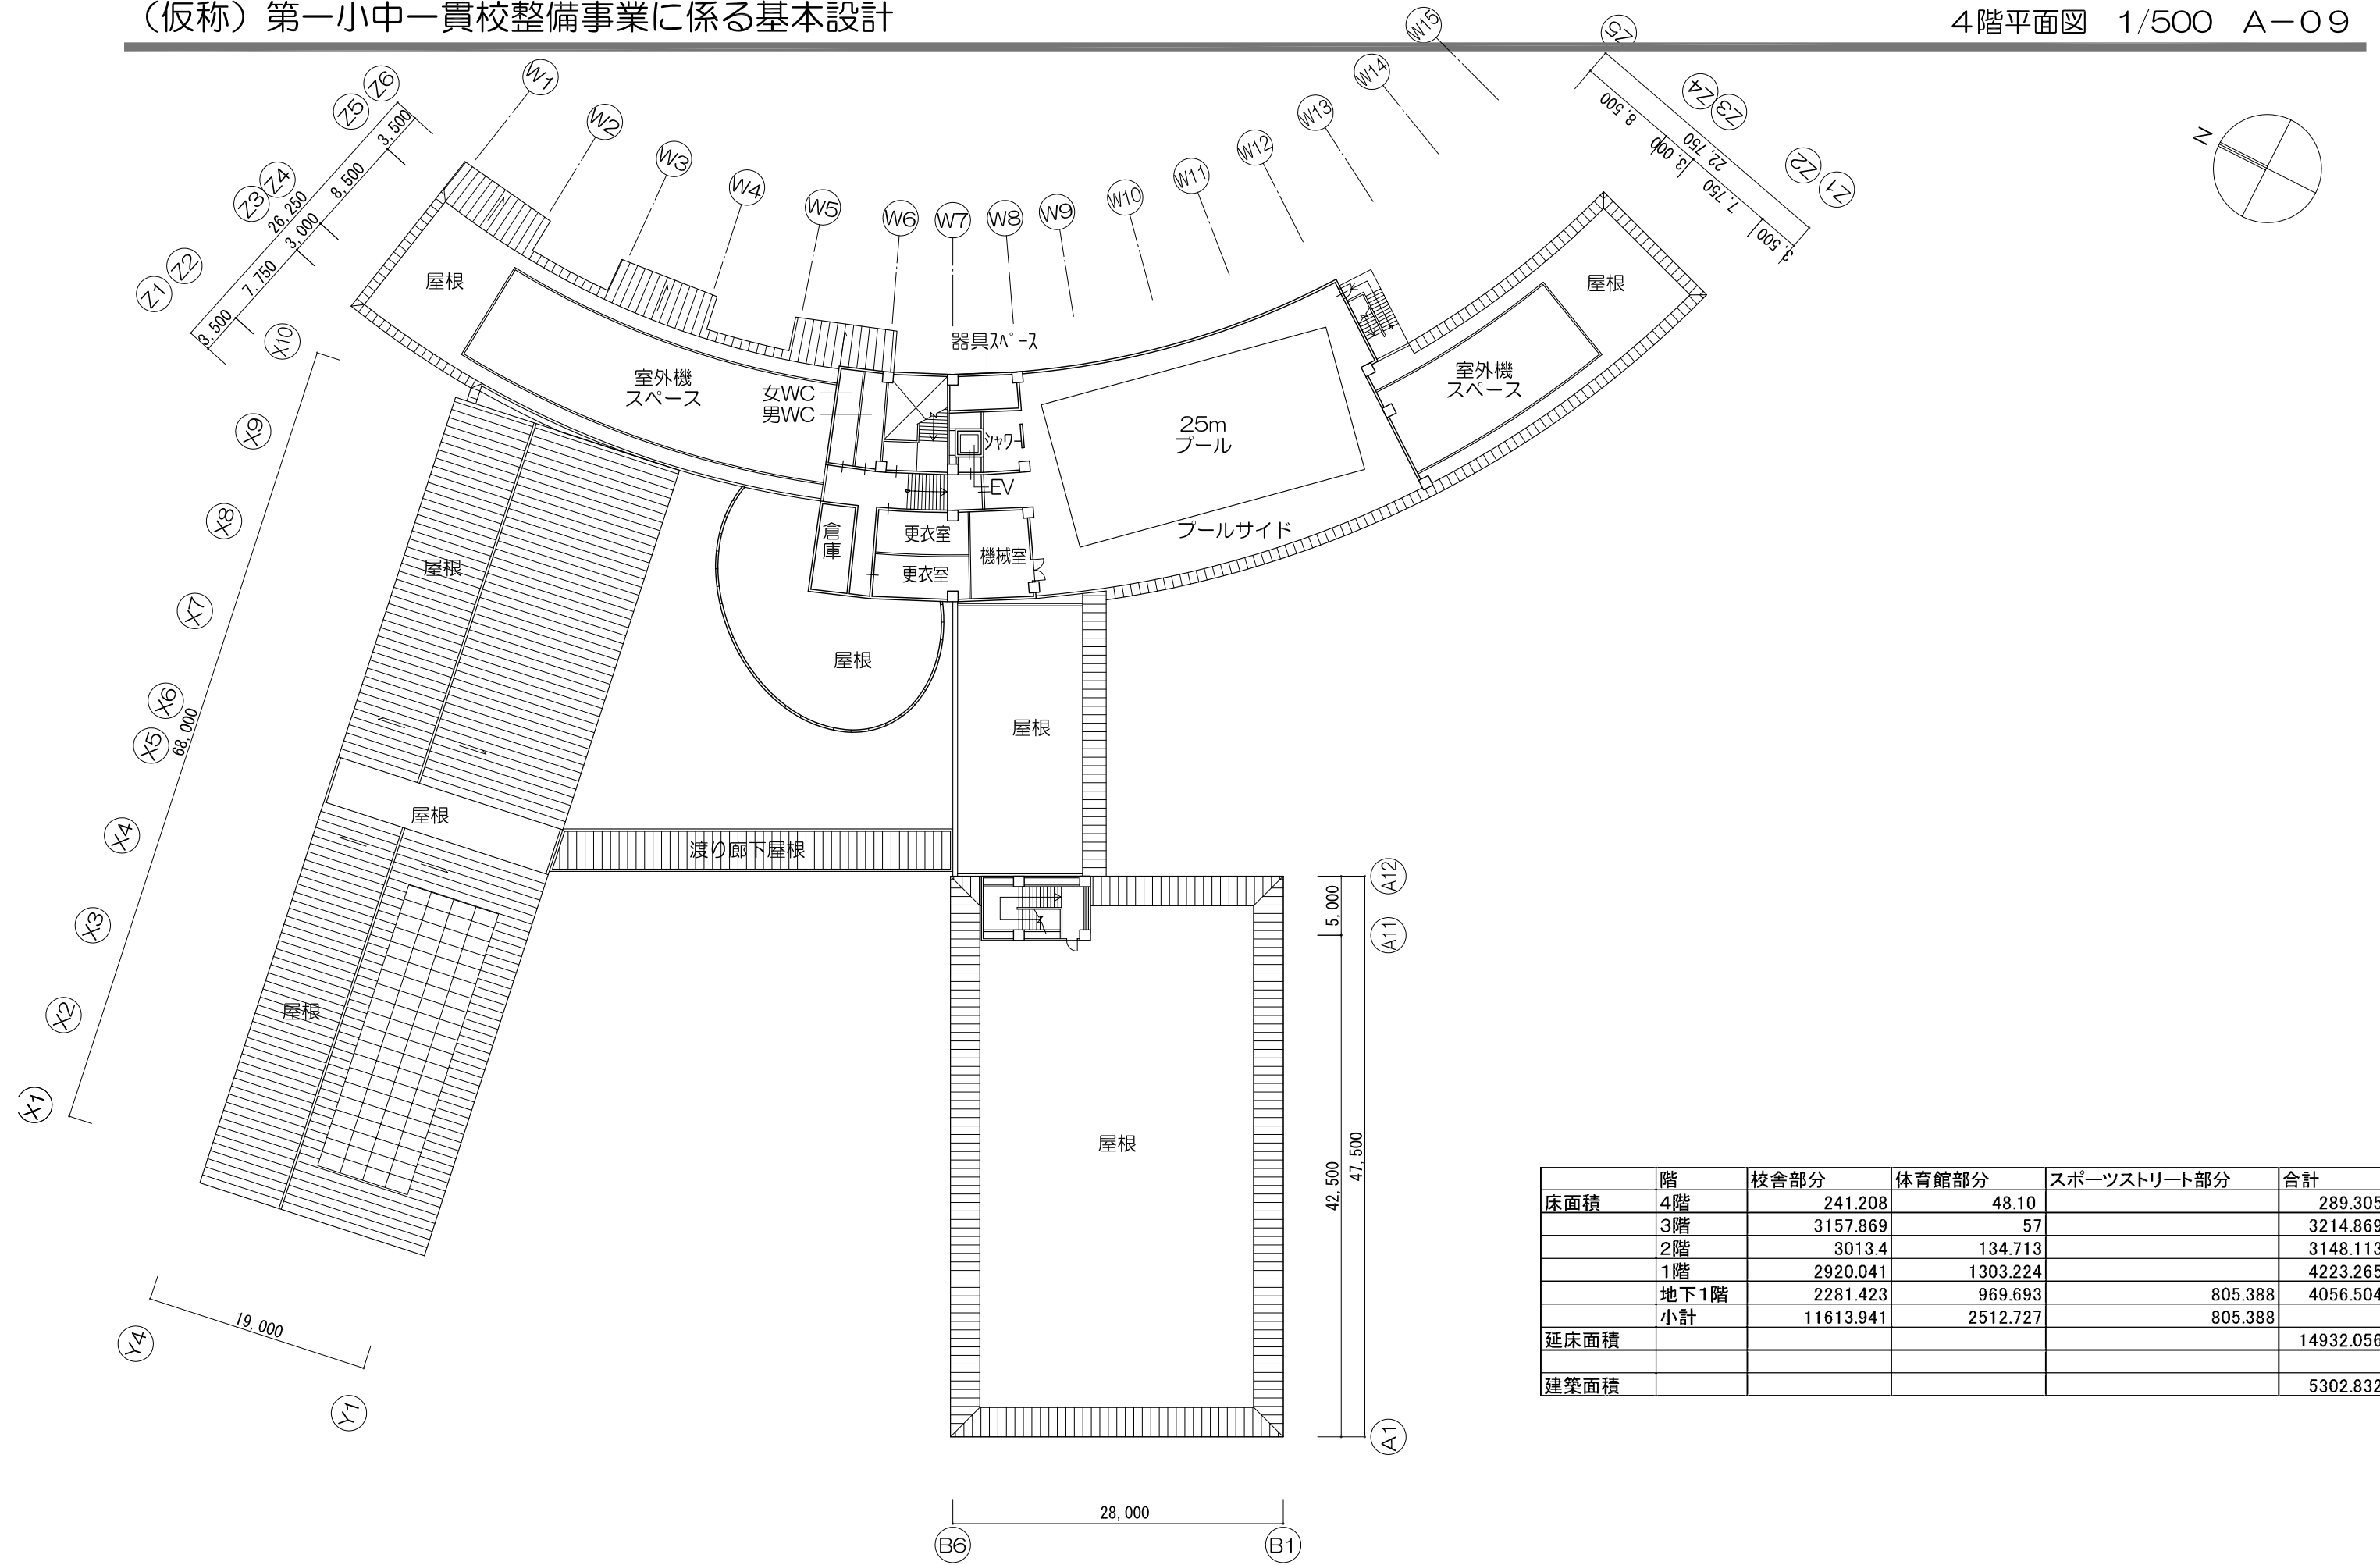 （仮称）第一小中一貫校整備事業に係る基本設計
４階平面図　1/500　Ａ－０９
W1
W2
W3
W4
W5
W6
W7
W8
W9
W10
W11
W12
W13
W14
W15
Z6
Z5
Z4
Z3
Z2
Z1
3,500
8,500
3,000
26,250
7,750
3,500
Z5
Z4
Z3
Z2
Z1
8,500
3,000
22,750
7,750
3,500
N
X10
X9
X8
X7
X6
X5
68,000
X4
X3
X2
X1
屋根
室外機
スペース
女WC
男WC
器具ｽﾍﾟｰｽ
ｼｬﾜｰ
EV
25m
プール
プールサイド
室外機
スペース
屋根
倉庫
更衣室
更衣室
機械室
屋根
屋根
屋根
屋根
渡り廊下屋根
屋根
屋根
A12
5,000
A11
42,500
47,500
A1
19,000
Y4
Y1
28,000
B6
B1
階 校舎部分 体育館部分 スポーツストリート部分 合計
床面積 4階 241.208 48.10 289.305
3階 3157.869 57 3214.869
2階 3013.4 134.713 3148.113
1階 2920.041 1303.224 4223.265
地下1階 2281.423 969.693 805.388 4056.504
小計 11613.941 2512.727 805.388
延床面積 14932.056
建築面積 5302.832